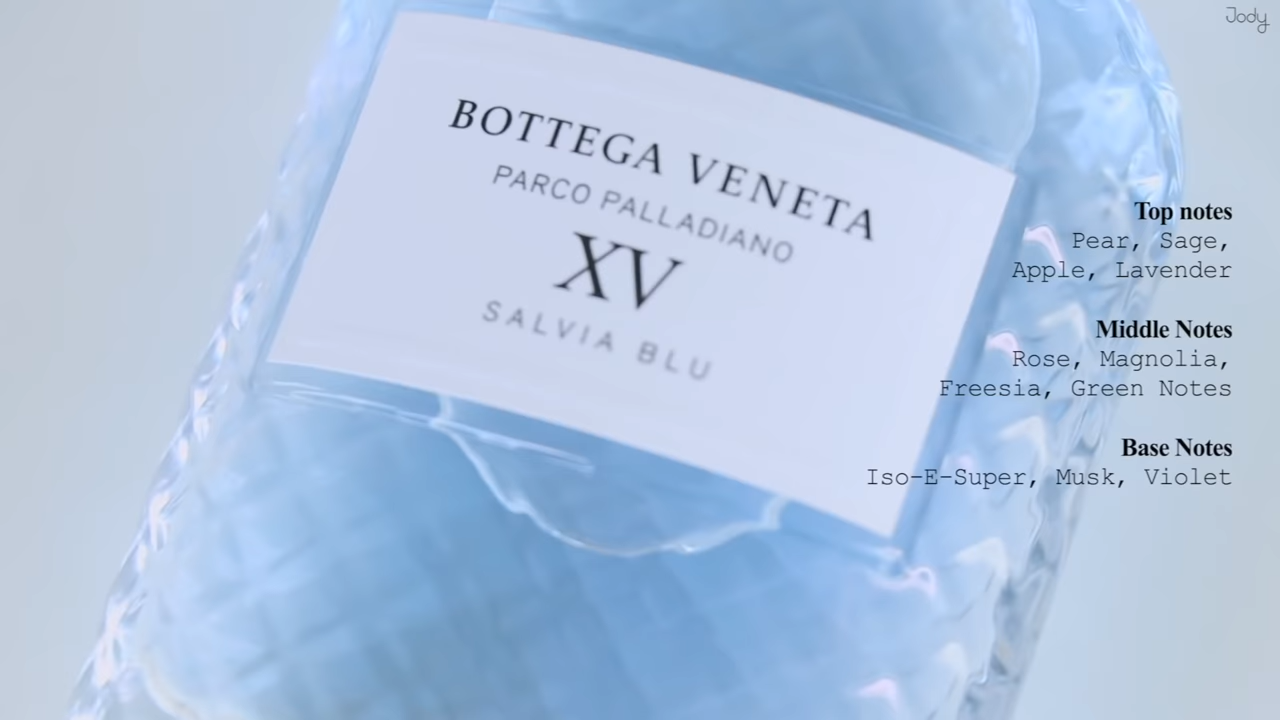 Jody
BOTTEGA VENETA
PARCO PALLADIANO
XV
SALVIA BLU
Top notes
Pear, Sage,
Apple, Lavender
Middle Notes
Rose, Magnolia,
Freesia, Green Notes
Base Notes
Iso-E-Super, Musk, Violet